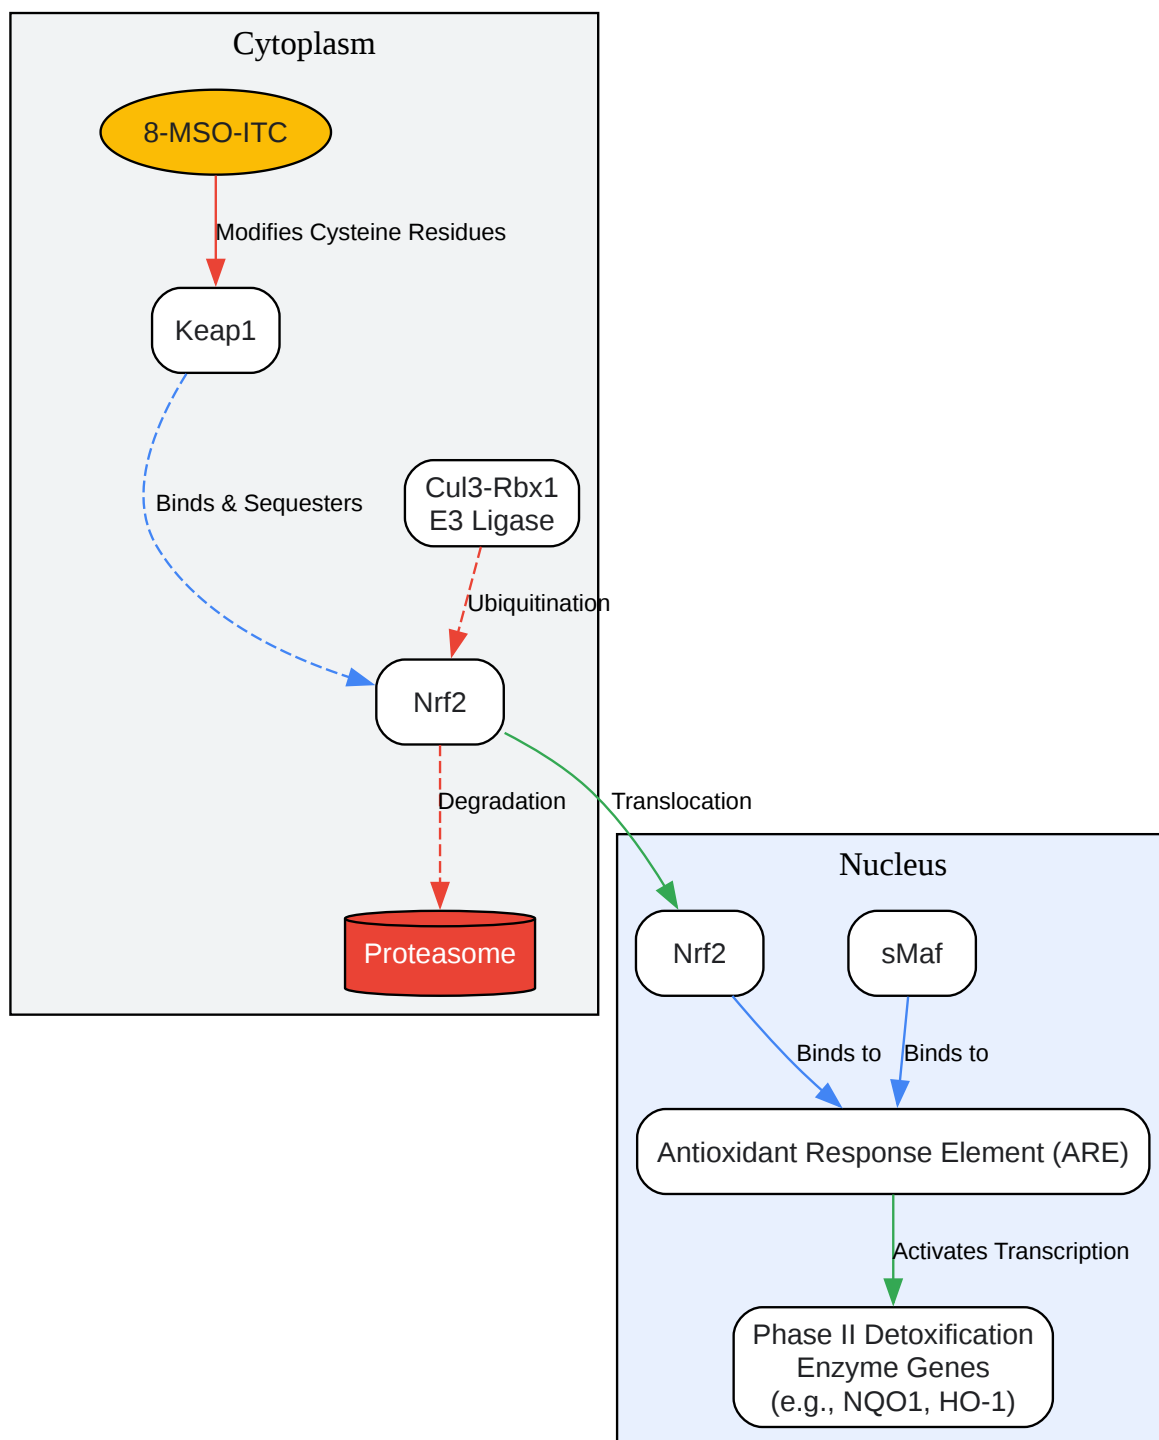 Cytoplasm
8-MSO-ITC
Modifies Cysteine Residues
Keap1
Binds & Sequesters
Cul3-Rbx1
E3 Ligase
Ubiquitination
Nrf2
Degradation
Translocation
Proteasome
Nucleus
Nrf2
sMaf
Binds to
Binds to
Antioxidant Response Element (ARE)
Activates Transcription
Phase II Detoxification
Enzyme Genes
(e.g., NQO1, HO-1)